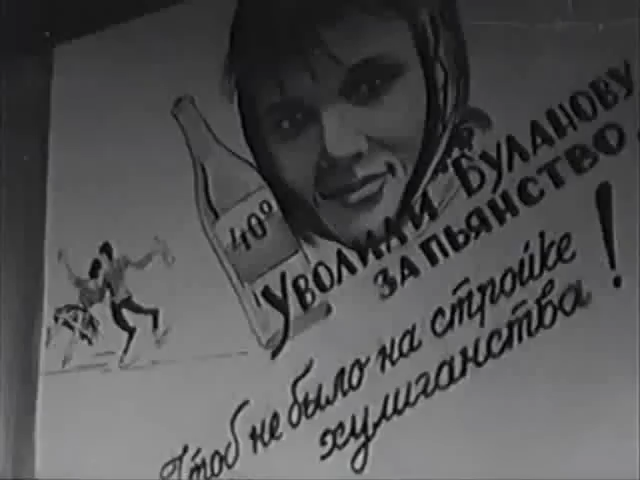 40°
Уволили Буланову
за пьянство,
Чтоб не было на стройке
хулиганства!